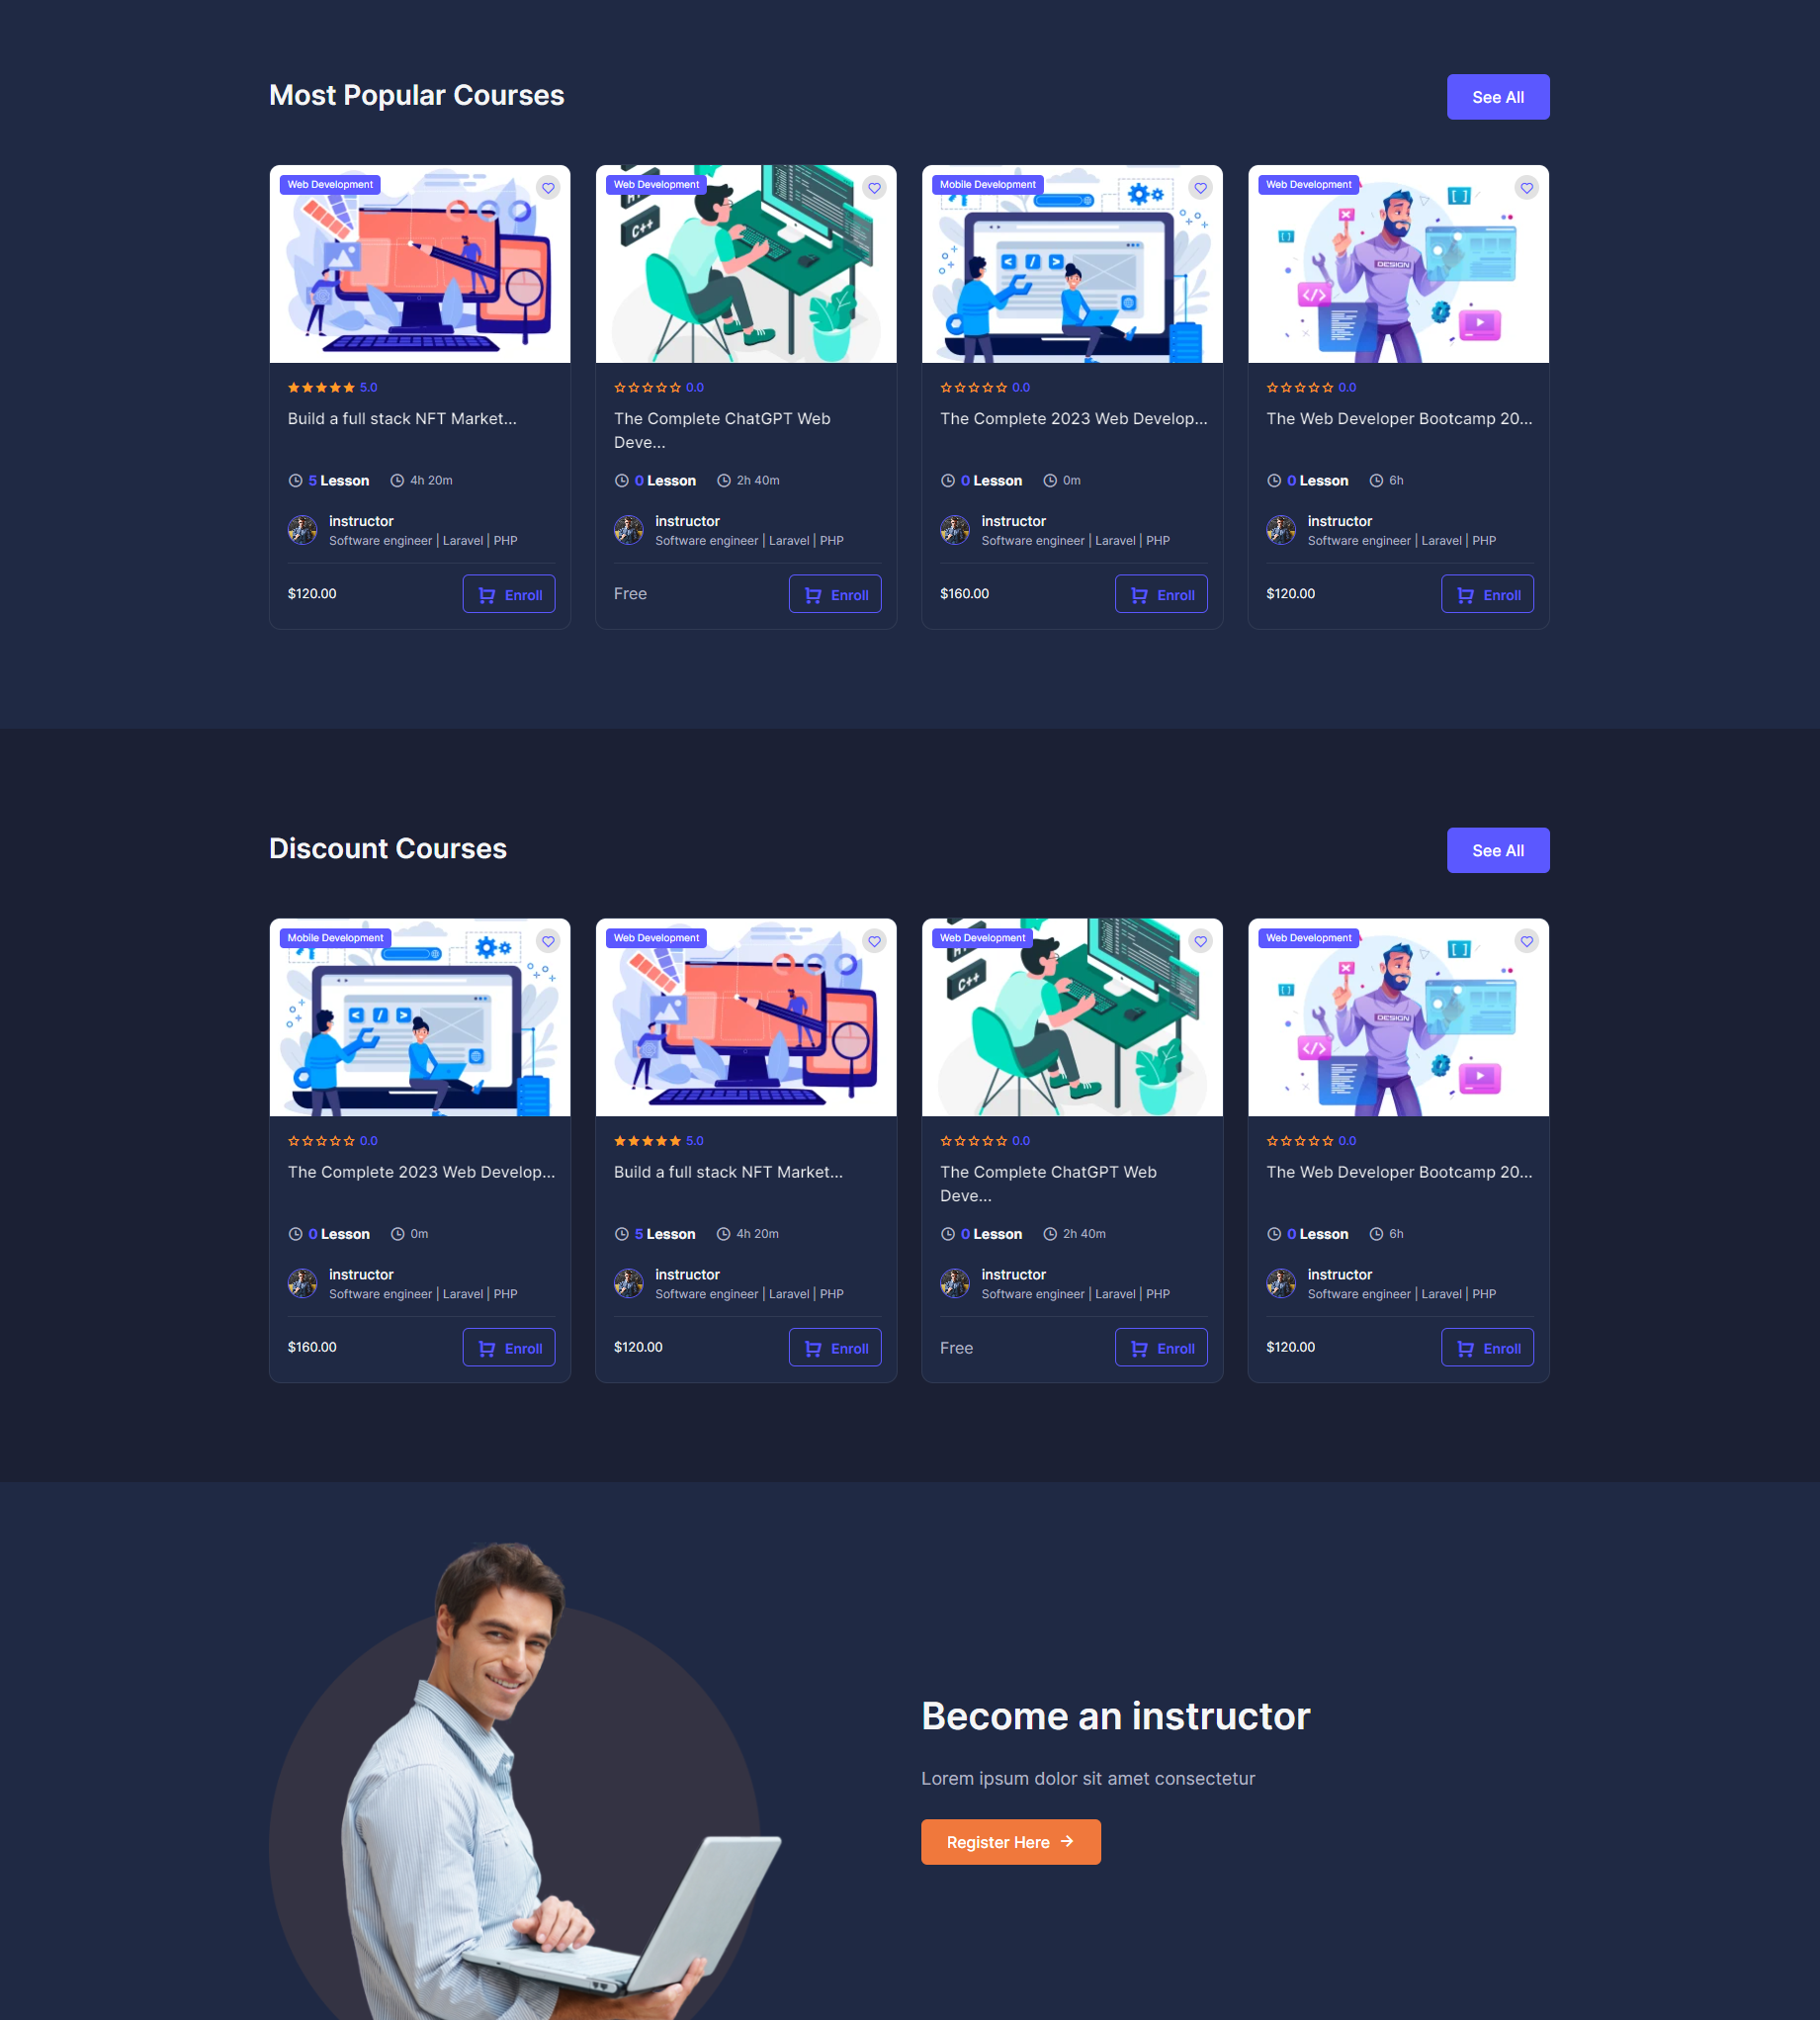 Most Popular Courses
See All
Web Development
Web Development
Mobile Development
Web Development
C++
DESIGN
5.0
0.0
0.0
0.0
Build a full stack NFT Market...
The Complete ChatGPT Web
Deve...
The Complete 2023 Web Develop...
The Web Developer Bootcamp 20...
5 Lesson 4h 20m
0 Lesson 2h 40m
0 Lesson 0m
0 Lesson 6h
instructor
Software engineer | Laravel | PHP
instructor
Software engineer | Laravel | PHP
instructor
Software engineer | Laravel | PHP
instructor
Software engineer | Laravel | PHP
$120.00 Enroll
Free Enroll
$160.00 Enroll
$120.00 Enroll
Discount Courses
See All
Mobile Development
Web Development
Web Development
Web Development
C++
DESIGN
0.0
5.0
0.0
0.0
The Complete 2023 Web Develop...
Build a full stack NFT Market...
The Complete ChatGPT Web
Deve...
The Web Developer Bootcamp 20...
0 Lesson 0m
5 Lesson 4h 20m
0 Lesson 2h 40m
0 Lesson 6h
instructor
Software engineer | Laravel | PHP
instructor
Software engineer | Laravel | PHP
instructor
Software engineer | Laravel | PHP
instructor
Software engineer | Laravel | PHP
$160.00 Enroll
$120.00 Enroll
Free Enroll
$120.00 Enroll
Become an instructor
Lorem ipsum dolor sit amet consectetur
Register Here →